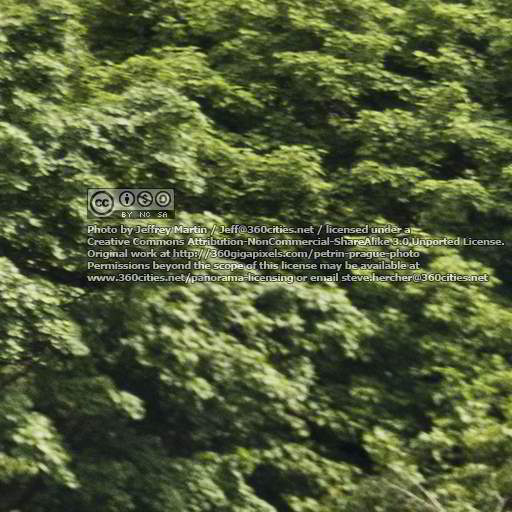 cc BY NC SA
Photo by Jeffrey Martin / Jeff@360cities.net / licensed under a
Creative Commons Attribution-NonCommercial-ShareAlike 3.0 Unported License.
Original work at http://360gigapixels.com/petrin-prague-photo
Permissions beyond the scope of this license may be available at
www.360cities.net/panorama-licensing or email steve.hercher@360cities.net